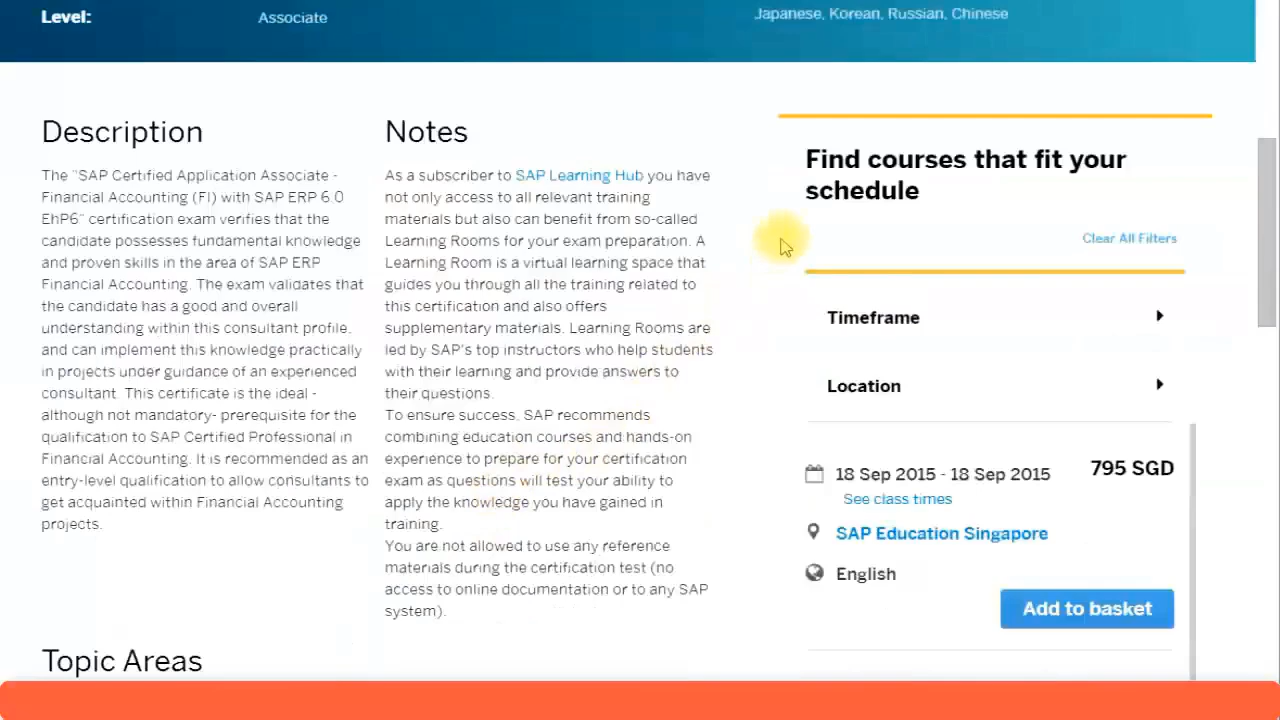 Level:
Associate
Japanese, Korean, Russian, Chinese
Description
The "SAP Certified Application Associate -
Financial Accounting (FI) with SAP ERP 6.0
EhP6" certification exam verifies that the
candidate possesses fundamental knowledge
and proven skills in the area of SAP ERP
Financial Accounting. The exam validates that
the candidate has a good and overall
understanding within this consultant profile,
and can implement this knowledge practically
in projects under guidance of an experienced
consultant. This certificate is the ideal -
although not mandatory- prerequisite for the
qualification to SAP Certified Professional in
Financial Accounting. It is recommended as an
entry-level qualification to allow consultants to
get acquainted within Financial Accounting
projects.
Notes
As a subscriber to SAP Learning Hub you have
not only access to all relevant training
materials but also can benefit from so-called
Learning Rooms for your exam preparation. A
Learning Room is a virtual learning space that
guides you through all the training related to
this certification and also offers
supplementary materials. Learning Rooms are
led by SAP's top instructors who help students
with their learning and provide answers to
their questions.
To ensure success, SAP recommends
combining education courses and hands-on
experience to prepare for your certification
exam as questions will test your ability to
apply the knowledge you have gained in
training.
You are not allowed to use any reference
materials during the certification test (no
access to online documentation or to any SAP
system).
Find courses that fit your
schedule
Clear All Filters
Timeframe
Location
18 Sep 2015 - 18 Sep 2015
795 SGD
See class times
SAP Education Singapore
English
Add to basket
Topic Areas